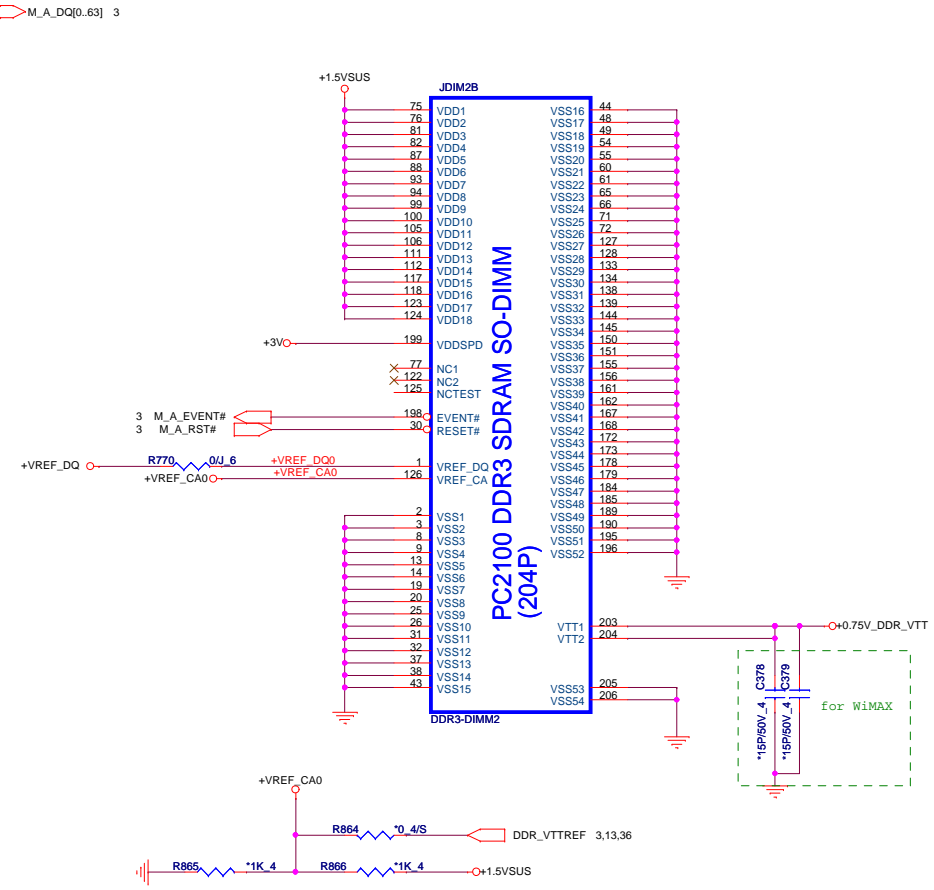 M_A_DQ[0..63] 3
+1.5VSUS
JDIM2B
75 VDD1 VSS16 44
76 VDD2 VSS17 48
81 VDD3 VSS18 49
82 VDD4 VSS19 54
87 VDD5 VSS20 55
88 VDD6 VSS21 60
93 VDD7 VSS22 61
94 VDD8 VSS23 65
99 VDD9 VSS24 66
100 VDD10 VSS25 71
105 VDD11 VSS26 72
106 VDD12 VSS27 127
111 VDD13 VSS28 128
112 VDD14 VSS29 133
117 VDD15 VSS30 134
118 VDD16 VSS31 138
123 VDD17 VSS32 139
124 VDD18 VSS33 144
VSS34 145
+3V 199 VDDSPD VSS35 150
VSS36 151
77 NC1 VSS37 155
122 NC2 VSS38 156
125 NCTEST VSS39 161
VSS40 162
3 M_A_EVENT# 198 EVENT# VSS41 167
3 M_A_RST# 30 RESET# VSS42 168
VSS43 172
VSS44 173
+VREF_DQ R770 0/J_6 +VREF_DQ0 1 VREF_DQ VSS45 178
+VREF_CA0 +VREF_CA0 126 VREF_CA VSS46 179
VSS47 184
VSS48 185
2 VSS1 VSS49 189
3 VSS2 VSS50 190
8 VSS3 VSS51 195
9 VSS4 VSS52 196
13 VSS5
14 VSS6
19 VSS7
20 VSS8
25 VSS9
26 VSS10 VTT1 203 +0.75V_DDR_VTT
31 VSS11 VTT2 204
32 VSS12
37 VSS13
38 VSS14
43 VSS15 VSS53 205
VSS54 206
PC2100 DDR3 SDRAM SO-DIMM
(204P)
DDR3-DIMM2
C378
*15P/50V_4
C379
*15P/50V_4
for WiMAX
+VREF_CA0
R864 *0_4/S DDR_VTTREF 3,13,36
R865 *1K_4 R866 *1K_4 +1.5VSUS